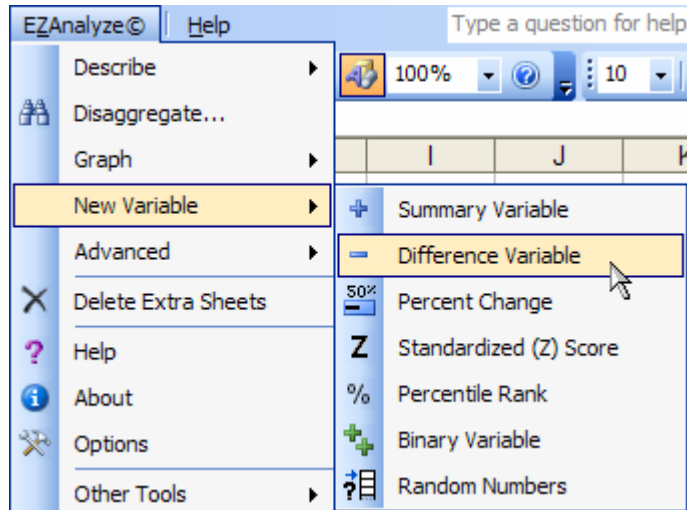 EZAnalyze© Help Type a question for help
Describe 100% 10
Disaggregate...
Graph I J
New Variable Summary Variable
Advanced Difference Variable
Delete Extra Sheets 50% Percent Change
? Help Z Standardized (Z) Score
About % Percentile Rank
Options Binary Variable
Other Tools ? Random Numbers